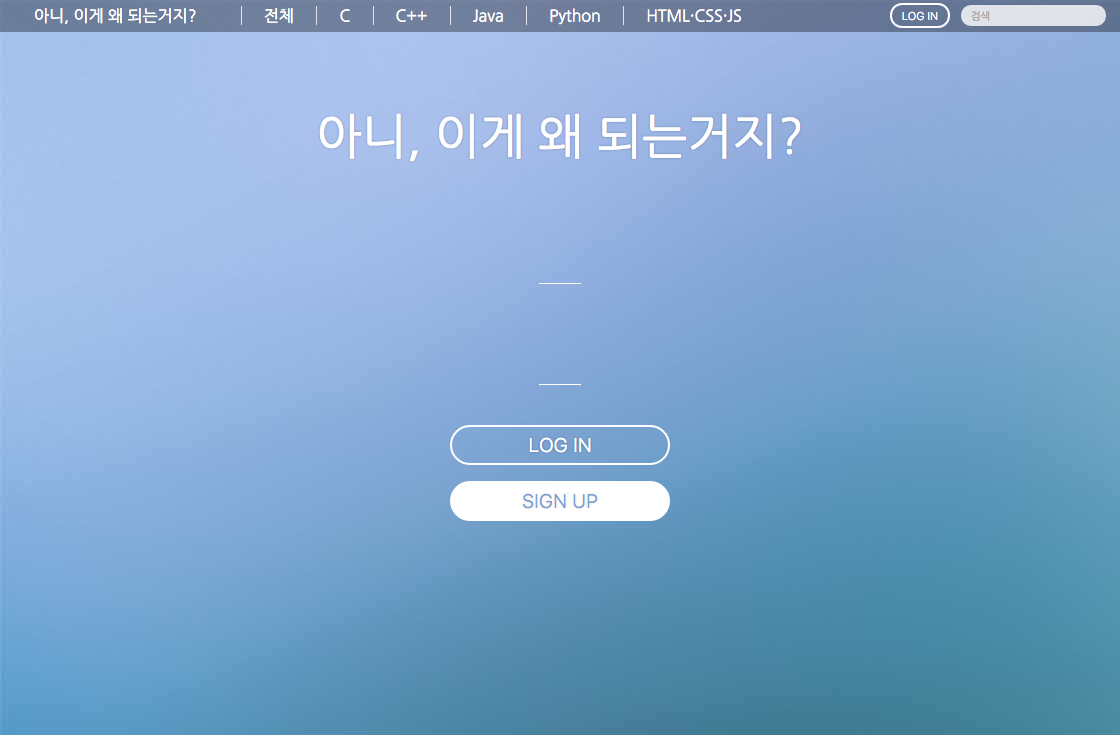 아니, 이게 왜 되는거지? 전체 C C++ Java Python HTML·CSS·JS LOG IN 검색
아니, 이게 왜 되는거지?
LOG IN
SIGN UP